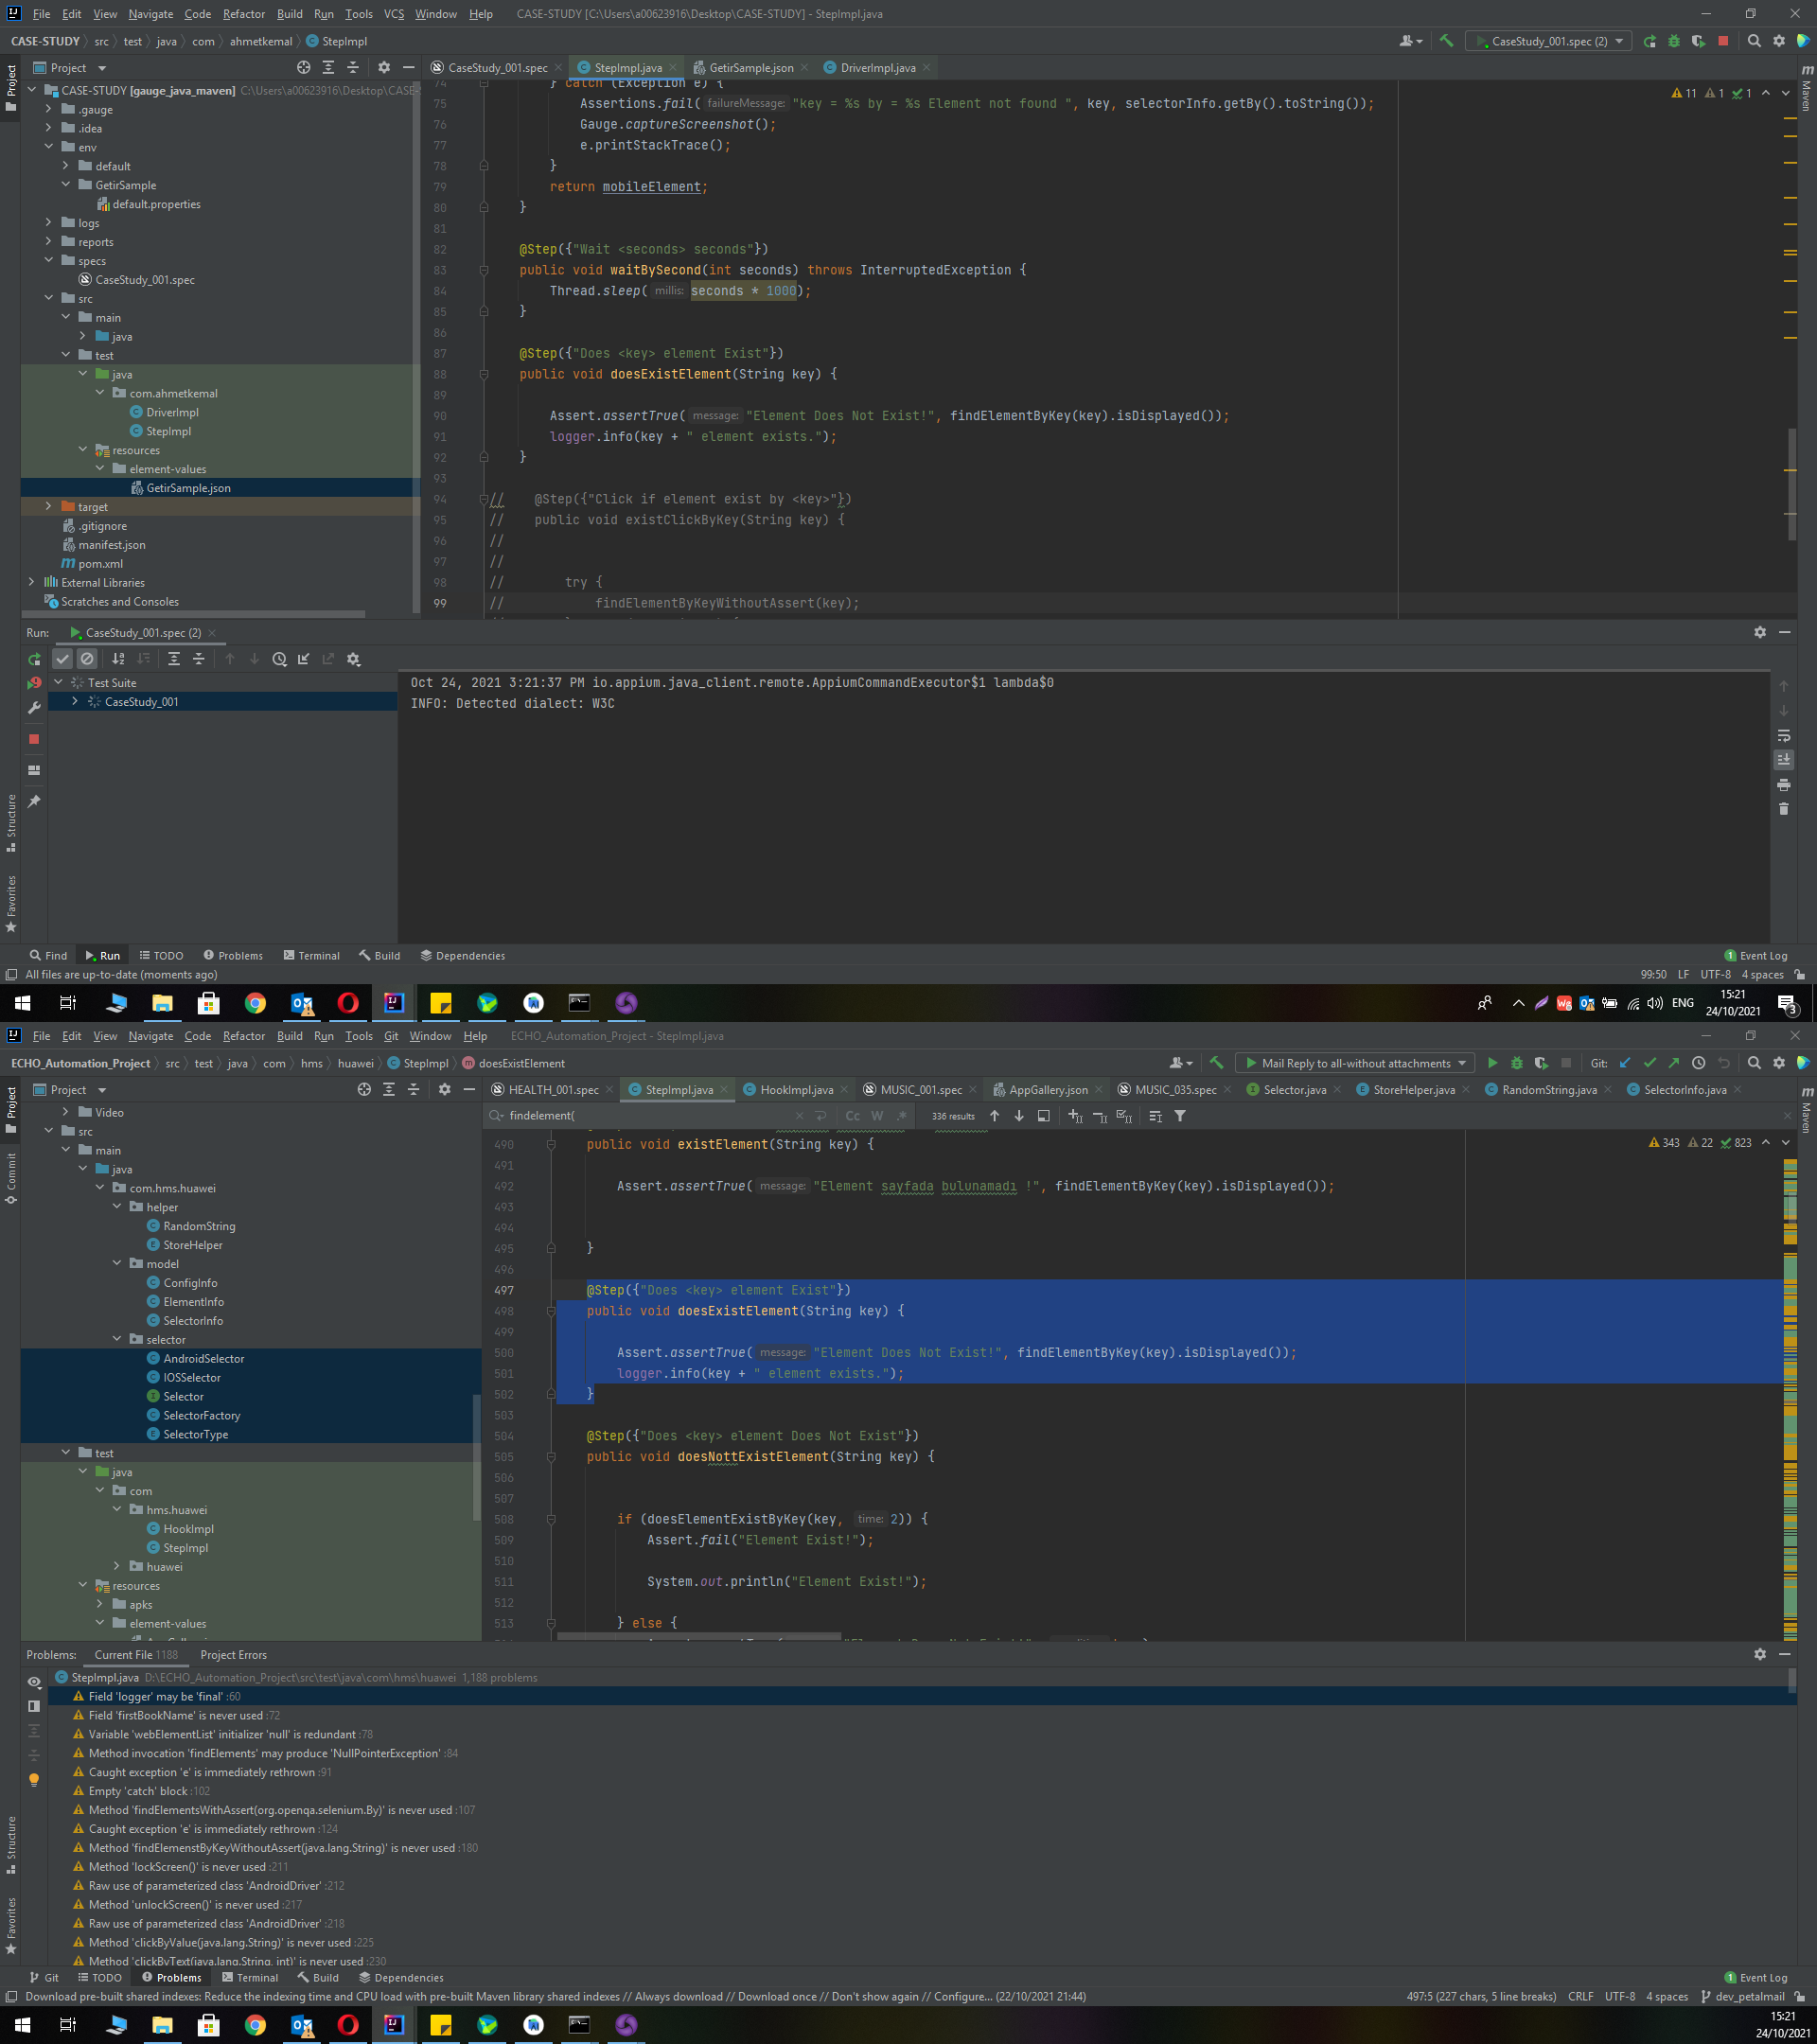 File Edit View Navigate Code Refactor Build Run Tools VCS Window Help CASE-STUDY [C:\Users\a00623916\Desktop\CASE-STUDY] - StepImpl.java
CASE-STUDY src test java com ahmetkemal StepImpl
CaseStudy_001.spec (2)
Project
CaseStudy_001.spec StepImpl.java GetirSample.json DriverImpl.java
Project
Maven
Structure
Favorites
CASE-STUDY [gauge_java_maven] C:\Users\a00623916\Desktop\CASE-
.gauge
.idea
env
default
GetirSample
default.properties
logs
reports
specs
CaseStudy_001.spec
src
main
java
test
java
com.ahmetkemal
DriverImpl
StepImpl
resources
element-values
GetirSample.json
target
.gitignore
manifest.json
pom.xml
External Libraries
Scratches and Consoles
11 1 1
74 } catch (Exception e) {
75 Assertions.fail( failureMessage: "key = %s by = %s Element not found ", key, selectorInfo.getBy().toString());
76 Gauge.captureScreenshot();
77 e.printStackTrace();
78 }
79 return mobileElement;
80 }
81
82 @Step({"Wait <seconds> seconds"})
83 public void waitBySecond(int seconds) throws InterruptedException {
84 Thread.sleep( millis: seconds * 1000);
85 }
86
87 @Step({"Does <key> element Exist"})
88 public void doesExistElement(String key) {
89
90 Assert.assertTrue( message: "Element Does Not Exist!", findElementByKey(key).isDisplayed());
91 logger.info(key + " element exists.");
92 }
93
94 // @Step({"Click if element exist by <key>"})
95 // public void existClickByKey(String key) {
96 //
97 //
98 // try {
99 // findElementByKeyWithoutAssert(key);
Run: CaseStudy_001.spec (2)
Test Suite
CaseStudy_001
Oct 24, 2021 3:21:37 PM io.appium.java_client.remote.AppiumCommandExecutor$1 lambda$0
INFO: Detected dialect: W3C
Find Run TODO Problems Terminal Build Dependencies 1 Event Log
All files are up-to-date (moments ago) 99:50 LF UTF-8 4 spaces
ENG 15:21
24/10/2021 3
File Edit View Navigate Code Refactor Build Run Tools Git Window Help ECHO_Automation_Project - StepImpl.java
ECHO_Automation_Project src test java com hms huawei StepImpl doesExistElement
Mail Reply to all-without attachments Git:
Project
HEALTH_001.spec StepImpl.java HookImpl.java MUSIC_001.spec AppGallery.json MUSIC_035.spec Selector.java StoreHelper.java RandomString.java SelectorInfo.java
findelement( Cc W .* 336 results
Project
Commit
Maven
Structure
Favorites
Video
src
main
java
com.hms.huawei
helper
RandomString
StoreHelper
model
ConfigInfo
ElementInfo
SelectorInfo
selector
AndroidSelector
IOSSelector
Selector
SelectorFactory
SelectorType
test
java
com
hms.huawei
HookImpl
StepImpl
huawei
resources
apks
element-values
343 22 823
490 public void existElement(String key) {
491
492 Assert.assertTrue( message: "Element sayfada bulunamadı !", findElementByKey(key).isDisplayed());
493
494
495 }
496
497 @Step({"Does <key> element Exist"})
498 public void doesExistElement(String key) {
499
500 Assert.assertTrue( message: "Element Does Not Exist!", findElementByKey(key).isDisplayed());
501 logger.info(key + " element exists.");
502 }
503
504 @Step({"Does <key> element Does Not Exist"})
505 public void doesNottExistElement(String key) {
506
507
508 if (doesElementExistByKey(key, time: 2)) {
509 Assert.fail("Element Exist!");
510
511 System.out.println("Element Exist!");
512
513 } else {
Problems: Current File 1188 Project Errors
StepImpl.java D:\ECHO_Automation_Project\src\test\java\com\hms\huawei 1,188 problems
Field 'logger' may be 'final' :60
Field 'firstBookName' is never used :72
Variable 'webElementList' initializer 'null' is redundant :78
Method invocation 'findElements' may produce 'NullPointerException' :84
Caught exception 'e' is immediately rethrown :91
Empty 'catch' block :102
Method 'findElementsWithAssert(org.openqa.selenium.By)' is never used :107
Caught exception 'e' is immediately rethrown :124
Method 'findElemenstByKeyWithoutAssert(java.lang.String)' is never used :180
Method 'lockScreen()' is never used :211
Raw use of parameterized class 'AndroidDriver' :212
Method 'unlockScreen()' is never used :217
Raw use of parameterized class 'AndroidDriver' :218
Method 'clickByValue(java.lang.String)' is never used :225
Method 'clickByText(java.lang.String, int)' is never used :230
Git TODO Problems Terminal Build Dependencies 1 Event Log
Download pre-built shared indexes: Reduce the indexing time and CPU load with pre-built Maven library shared indexes // Always download // Download once // Don't show again // Configure... (22/10/2021 21:44) 497:5 (227 chars, 5 line breaks) CRLF UTF-8 4 spaces dev_petalmail
15:21
24/10/2021